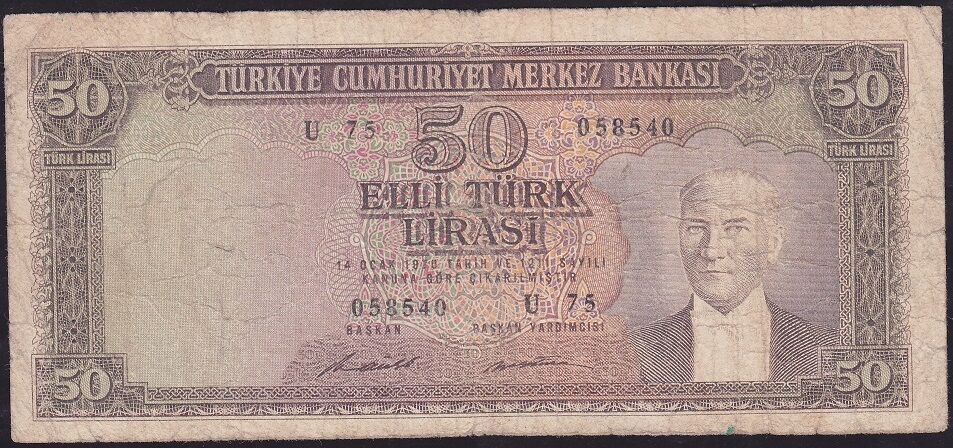 50 TÜRKİYE CUMHURİYET MERKEZ BANKASI 50
U 75 50 058540
TÜRK LİRASI TÜRK LİRASI
ELLİ TÜRK
LİRASI
14 OCAK 1970 TARİH VE 1211 SAYILI
KANUNA GÖRE ÇIKARILMIŞTIR
058540 U 75
BAŞKAN BAŞKAN YARDIMCISI
50 50